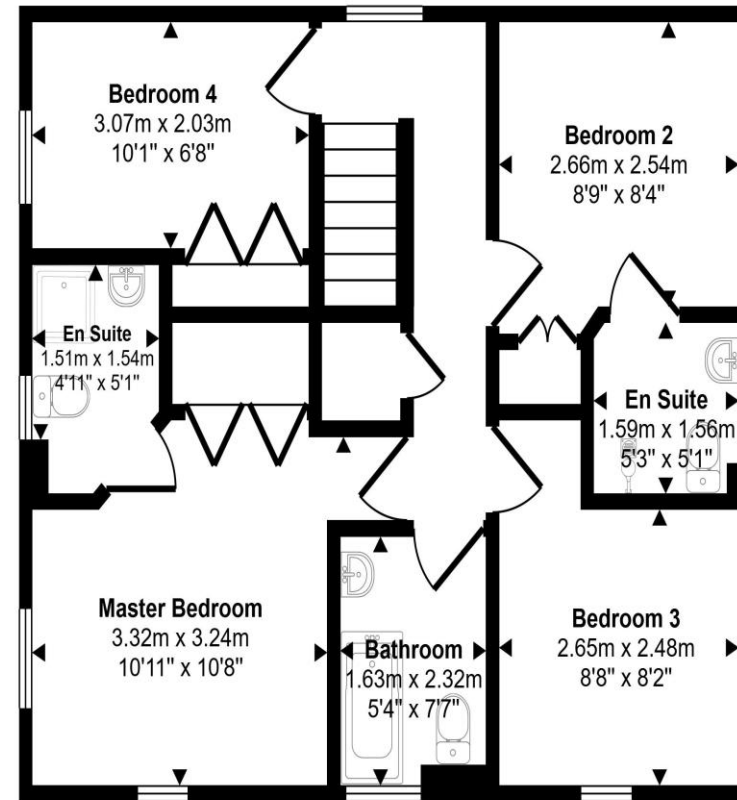 Bedroom 4
3.07m x 2.03m
10'1" x 6'8"
Bedroom 2
2.66m x 2.54m
8'9" x 8'4"
En Suite
1.51m x 1.54m
4'11" x 5'1"
En Suite
1.59m x 1.56m
5'3" x 5'1"
Master Bedroom
3.32m x 3.24m
10'11" x 10'8"
Bathroom
1.63m x 2.32m
5'4" x 7'7"
Bedroom 3
2.65m x 2.48m
8'8" x 8'2"